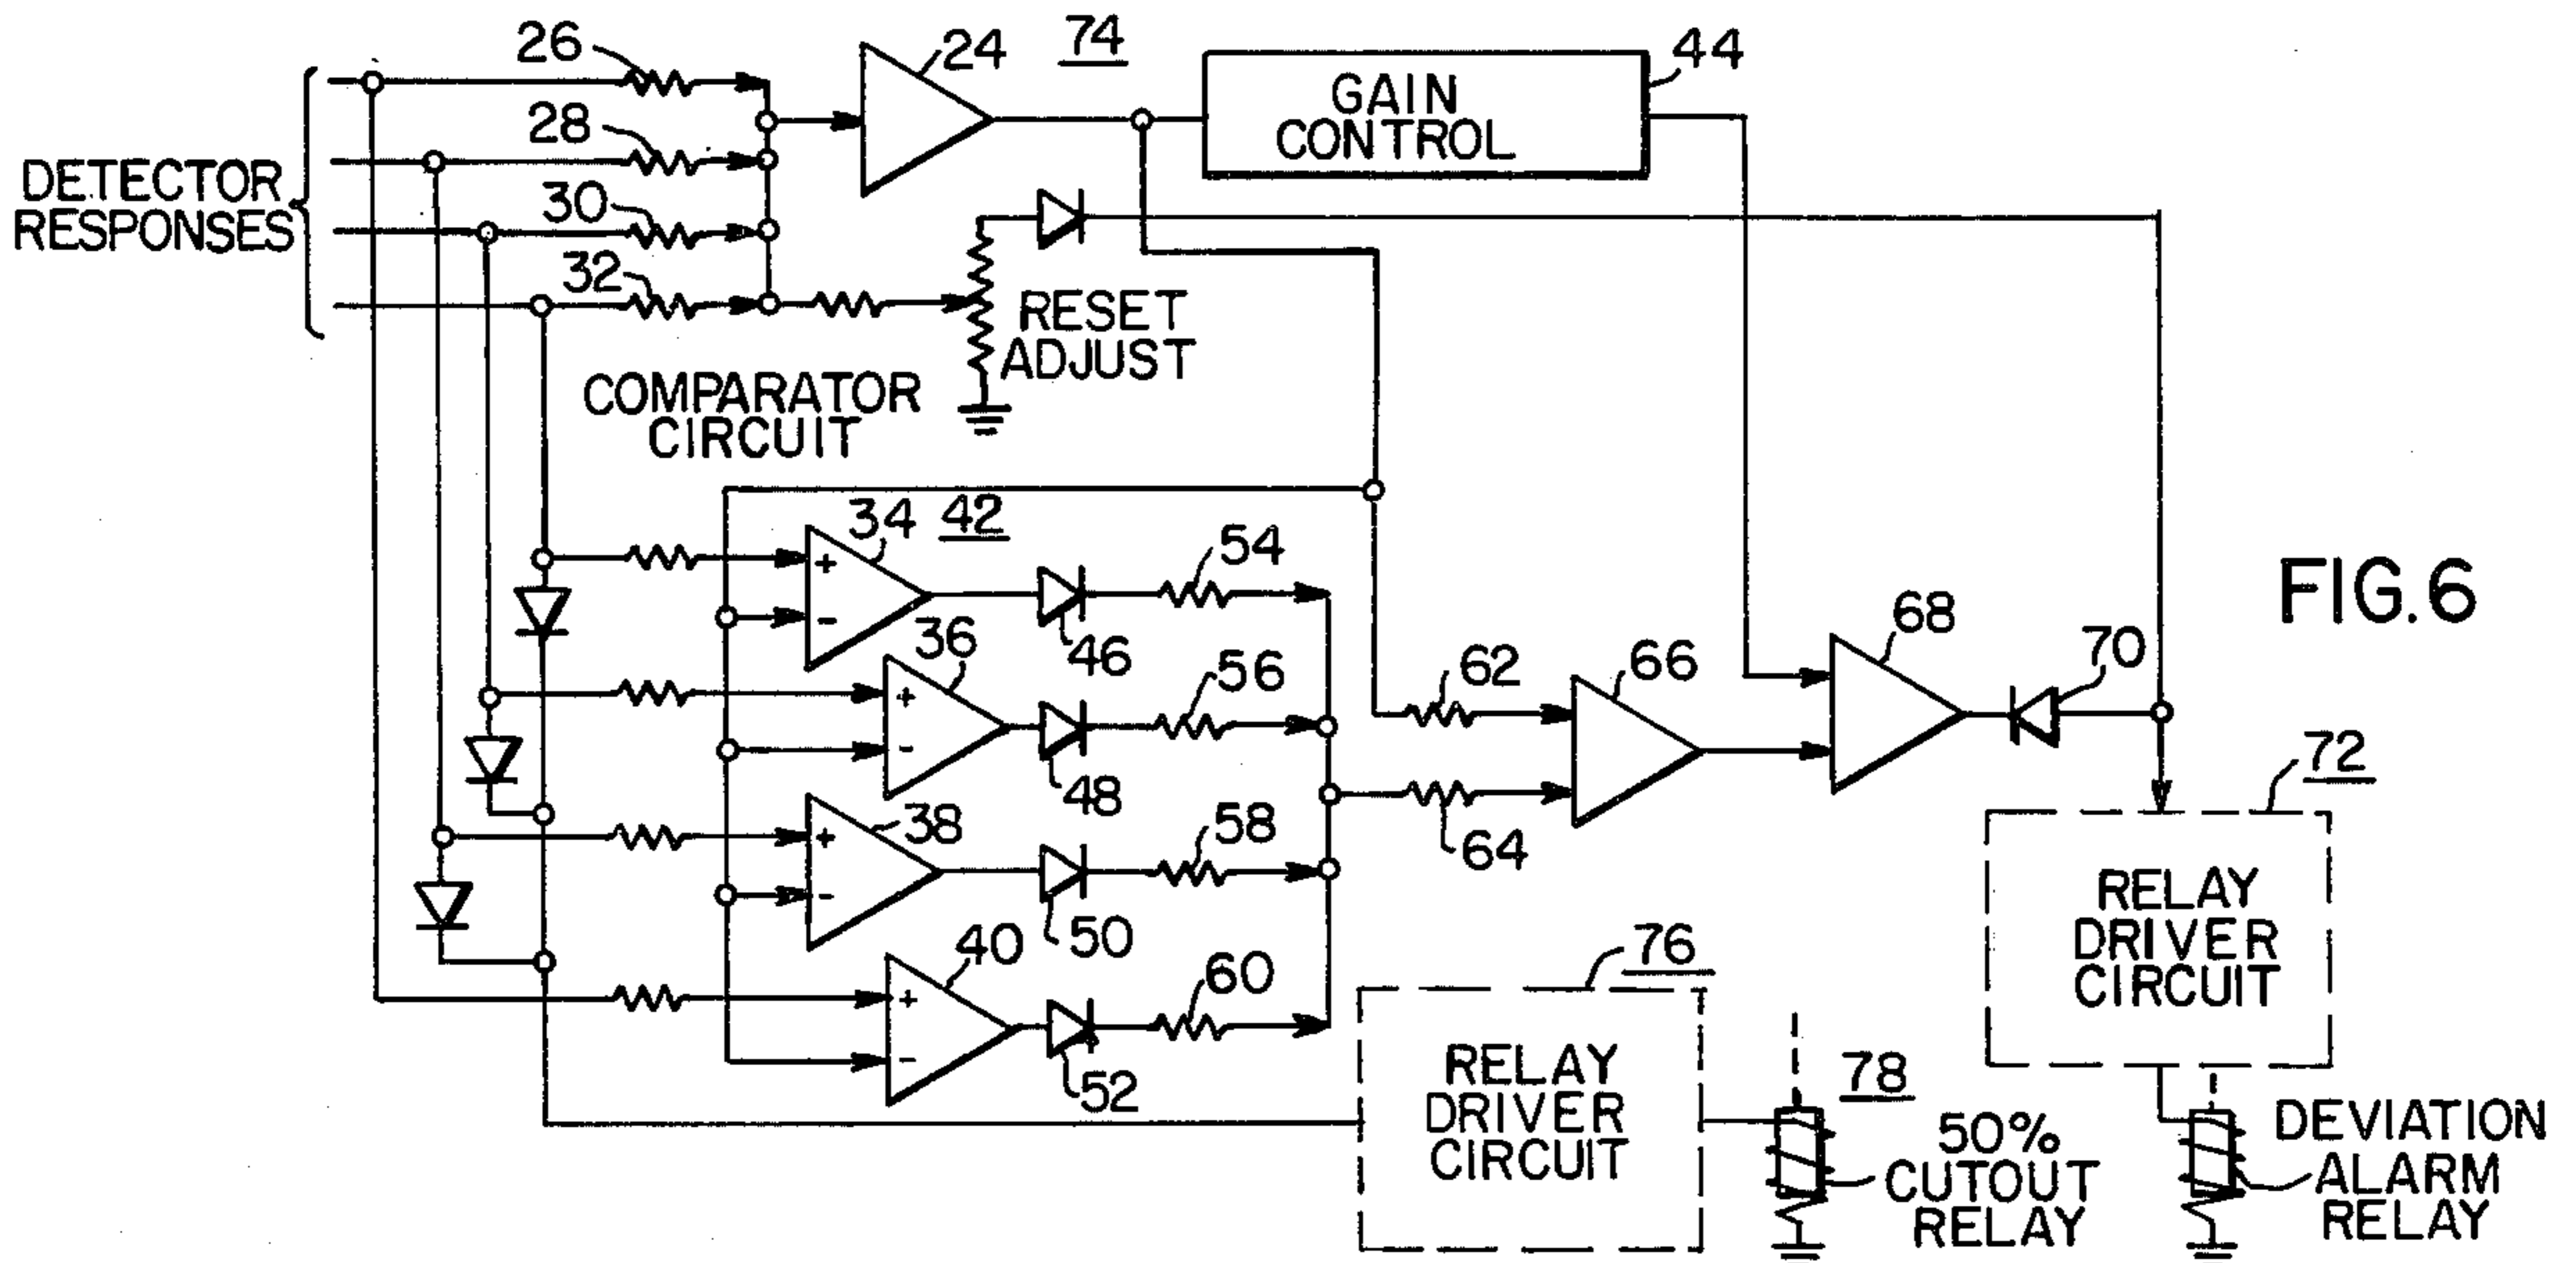 26
24
74
44
GAIN
CONTROL
28
DETECTOR
RESPONSES
30
32
RESET
ADJUST
COMPARATOR
CIRCUIT
34
42
54
+
-
46
FIG.6
36
56
62
66
68
70
+
-
48
72
38
58
64
+
-
50
RELAY
DRIVER
CIRCUIT
40
60
76
+
-
52
RELAY
DRIVER
CIRCUIT
78
50%
CUTOUT
RELAY
DEVIATION
ALARM
RELAY